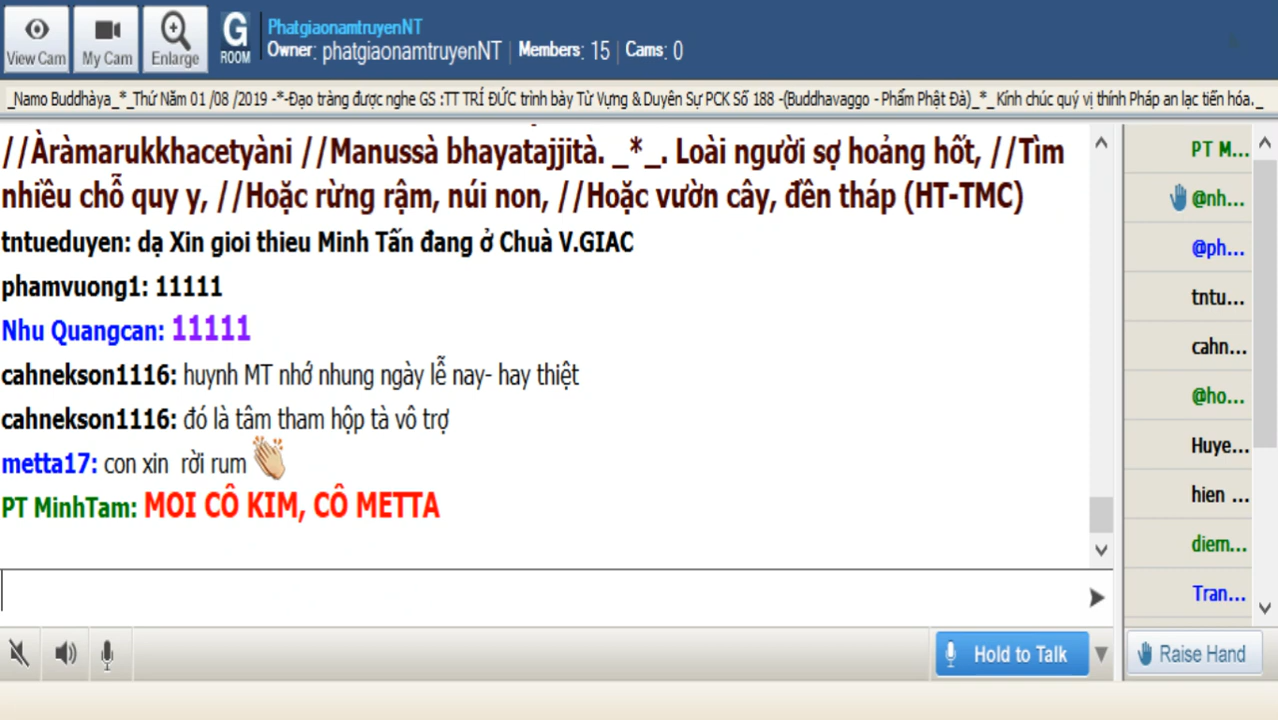 View Cam
My Cam
Enlarge
G
ROOM
PhatgiaonamtruyenNT
Owner: phatgiaonamtruyenNT | Members: 15 | Cams: 0
_Namo Buddhàya_*_Thứ Năm 01 /08 /2019 -*-Đạo tràng được nghe GS :TT TRÍ ĐỨC trình bày Từ Vựng & Duyên Sự PCK Số 188 -(Buddhavaggo - Phẩm Phật Đà)_*_ Kính chúc quý vị thính Pháp an lạc tiến hóa._
//Àràmarukkhacetyàni //Manussà bhayatajjità. _*_. Loài người sợ hoảng hốt, //Tìm
nhiều chỗ quy y, //Hoặc rừng rậm, núi non, //Hoặc vườn cây, đền tháp (HT-TMC)
tntueduyen: dạ Xin gioi thieu Minh Tấn đang ở Chuà V.GIAC
phamvuong1: 11111
Nhu Quangcan: 11111
cahnekson1116: huynh MT nhớ nhung ngày lễ nay- hay thiệt
cahnekson1116: đó là tâm tham hộp tà vô trợ
metta17: con xin rời rum
PT MinhTam: MOI CÔ KIM, CÔ METTA
PT M...
@nh...
@ph...
tntu...
cahn...
@ho...
Huye...
hien ...
diem...
Tran...
Hold to Talk
Raise Hand